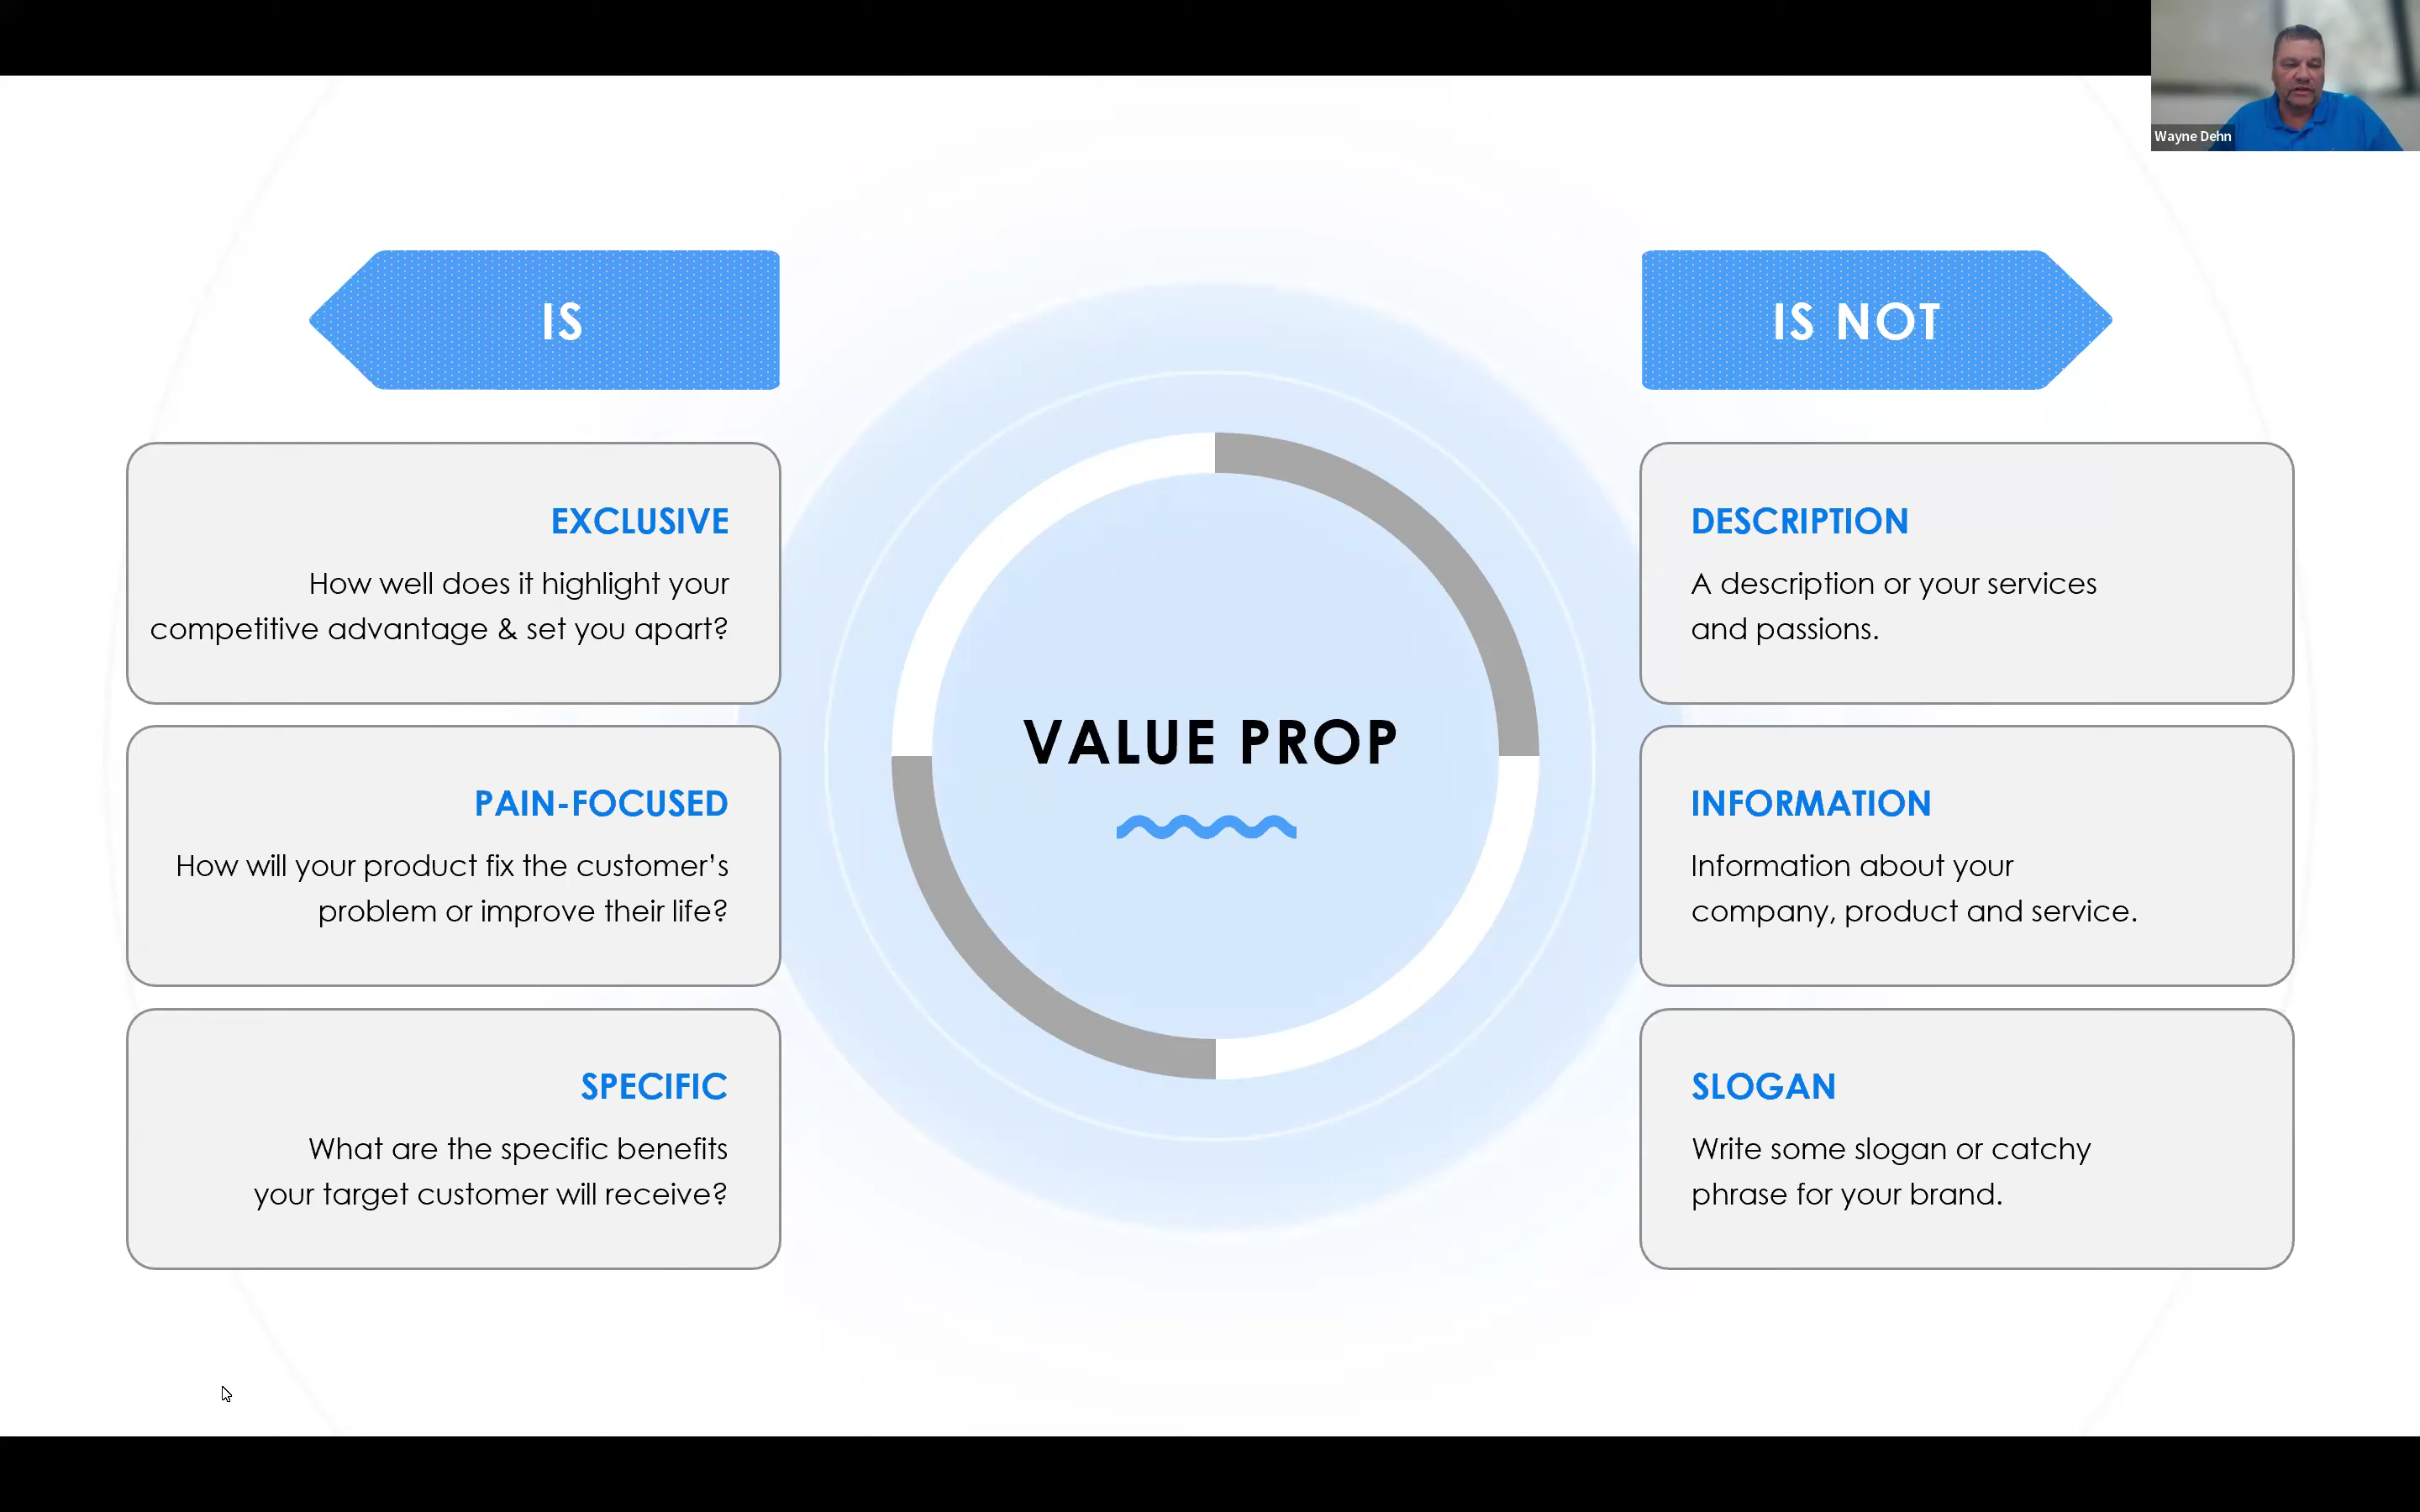 Wayne Dehn
IS
EXCLUSIVE
How well does it highlight your
competitive advantage & set you apart?
PAIN-FOCUSED
How will your product fix the customer’s
problem or improve their life?
SPECIFIC
What are the specific benefits
your target customer will receive?
VALUE PROP
IS NOT
DESCRIPTION
A description or your services
and passions.
INFORMATION
Information about your
company, product and service.
SLOGAN
Write some slogan or catchy
phrase for your brand.